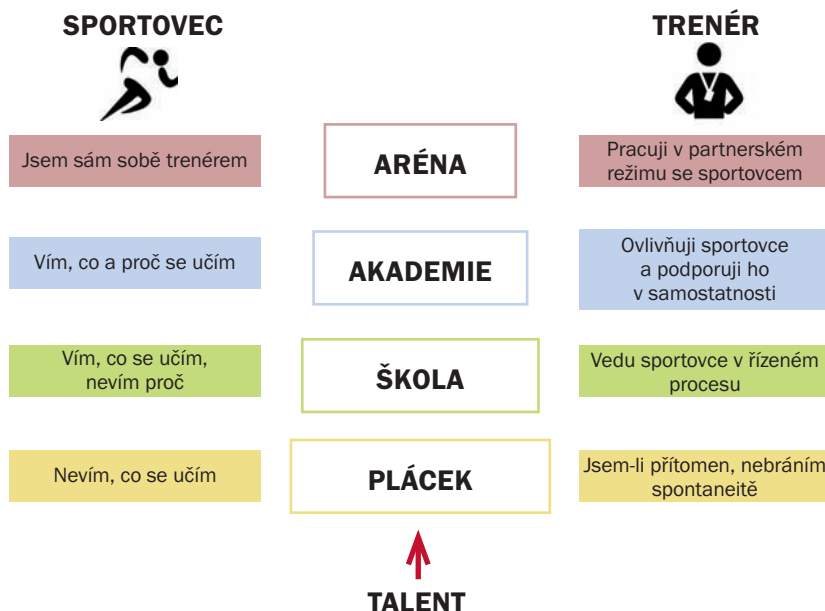 SPORTOVEC
TRENÉR
Jsem sám sobě trenérem
ARÉNA
Pracuji v partnerském
režimu se sportovcem
Vím, co a proč se učím
AKADEMIE
Ovlivňuji sportovce
a podporuji ho
v samostatnosti
Vím, co se učím,
nevím proč
ŠKOLA
Vedu sportovce v řízeném
procesu
Nevím, co se učím
PLÁCEK
Jsem-li přítomen, nebráním
spontaneitě
TALENT